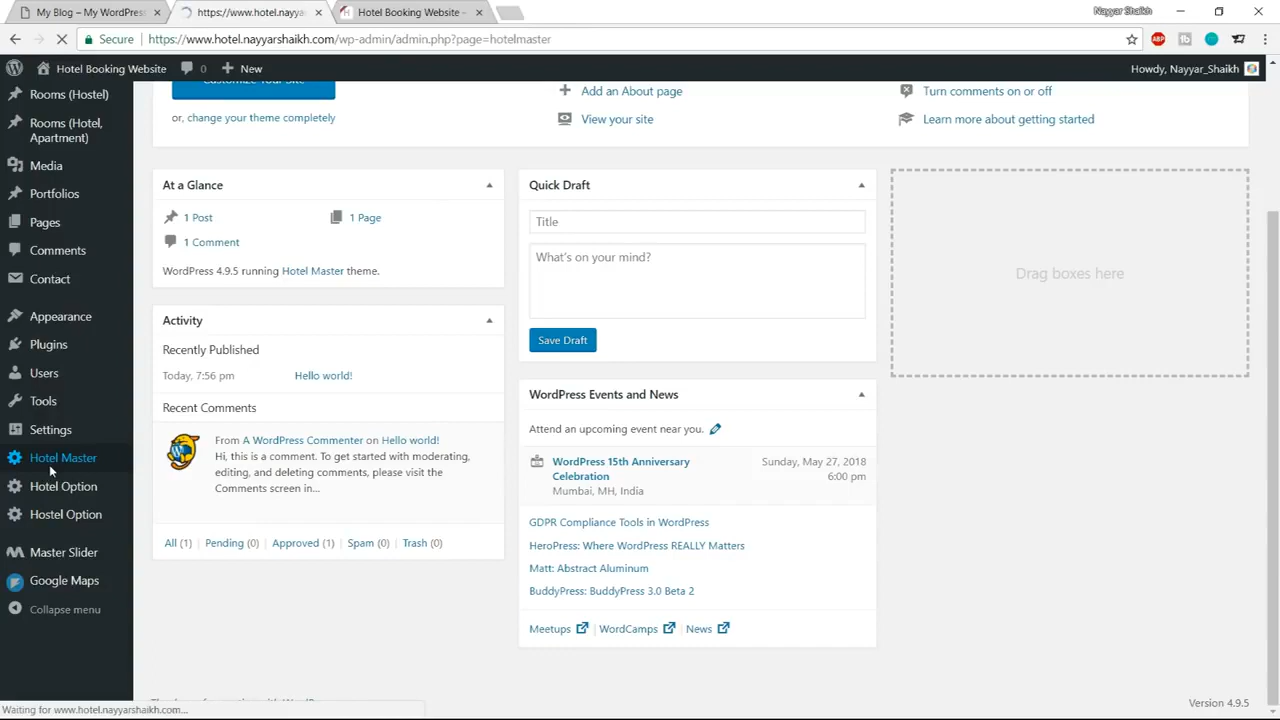 My Blog – My WordPress
https://www.hotel.nayya
Hotel Booking Website –
Nayyar Shaikh
Secure
https://www.hotel.nayyarshaikh.com/wp-admin/admin.php?page=hotelmaster
ABP
Hotel Booking Website
0
New
Howdy, Nayyar_Shaikh
Rooms (Hostel)
Rooms (Hotel,
Apartment)
Media
Portfolios
Pages
Comments
Contact
Appearance
Plugins
Users
Tools
Settings
Hotel Master
Hotel Option
Hostel Option
Master Slider
Google Maps
Collapse menu
Customize Your Site
or, change your theme completely
Add an About page
View your site
Turn comments on or off
Learn more about getting started
At a Glance
1 Post
1 Page
1 Comment
WordPress 4.9.5 running Hotel Master theme.
Activity
Recently Published
Today, 7:56 pm
Hello world!
Recent Comments
From A WordPress Commenter on Hello world!
Hi, this is a comment. To get started with moderating,
editing, and deleting comments, please visit the
Comments screen in…
All (1) | Pending (0) | Approved (1) | Spam (0) | Trash (0)
Quick Draft
Title
What's on your mind?
Save Draft
WordPress Events and News
Attend an upcoming event near you.
WordPress 15th Anniversary
Celebration
Mumbai, MH, India
Sunday, May 27, 2018
6:00 pm
GDPR Compliance Tools in WordPress
HeroPress: Where WordPress REALLY Matters
Matt: Abstract Aluminum
BuddyPress: BuddyPress 3.0 Beta 2
Meetups | WordCamps | News
Drag boxes here
Waiting for www.hotel.nayyarshaikh.com...
Version 4.9.5